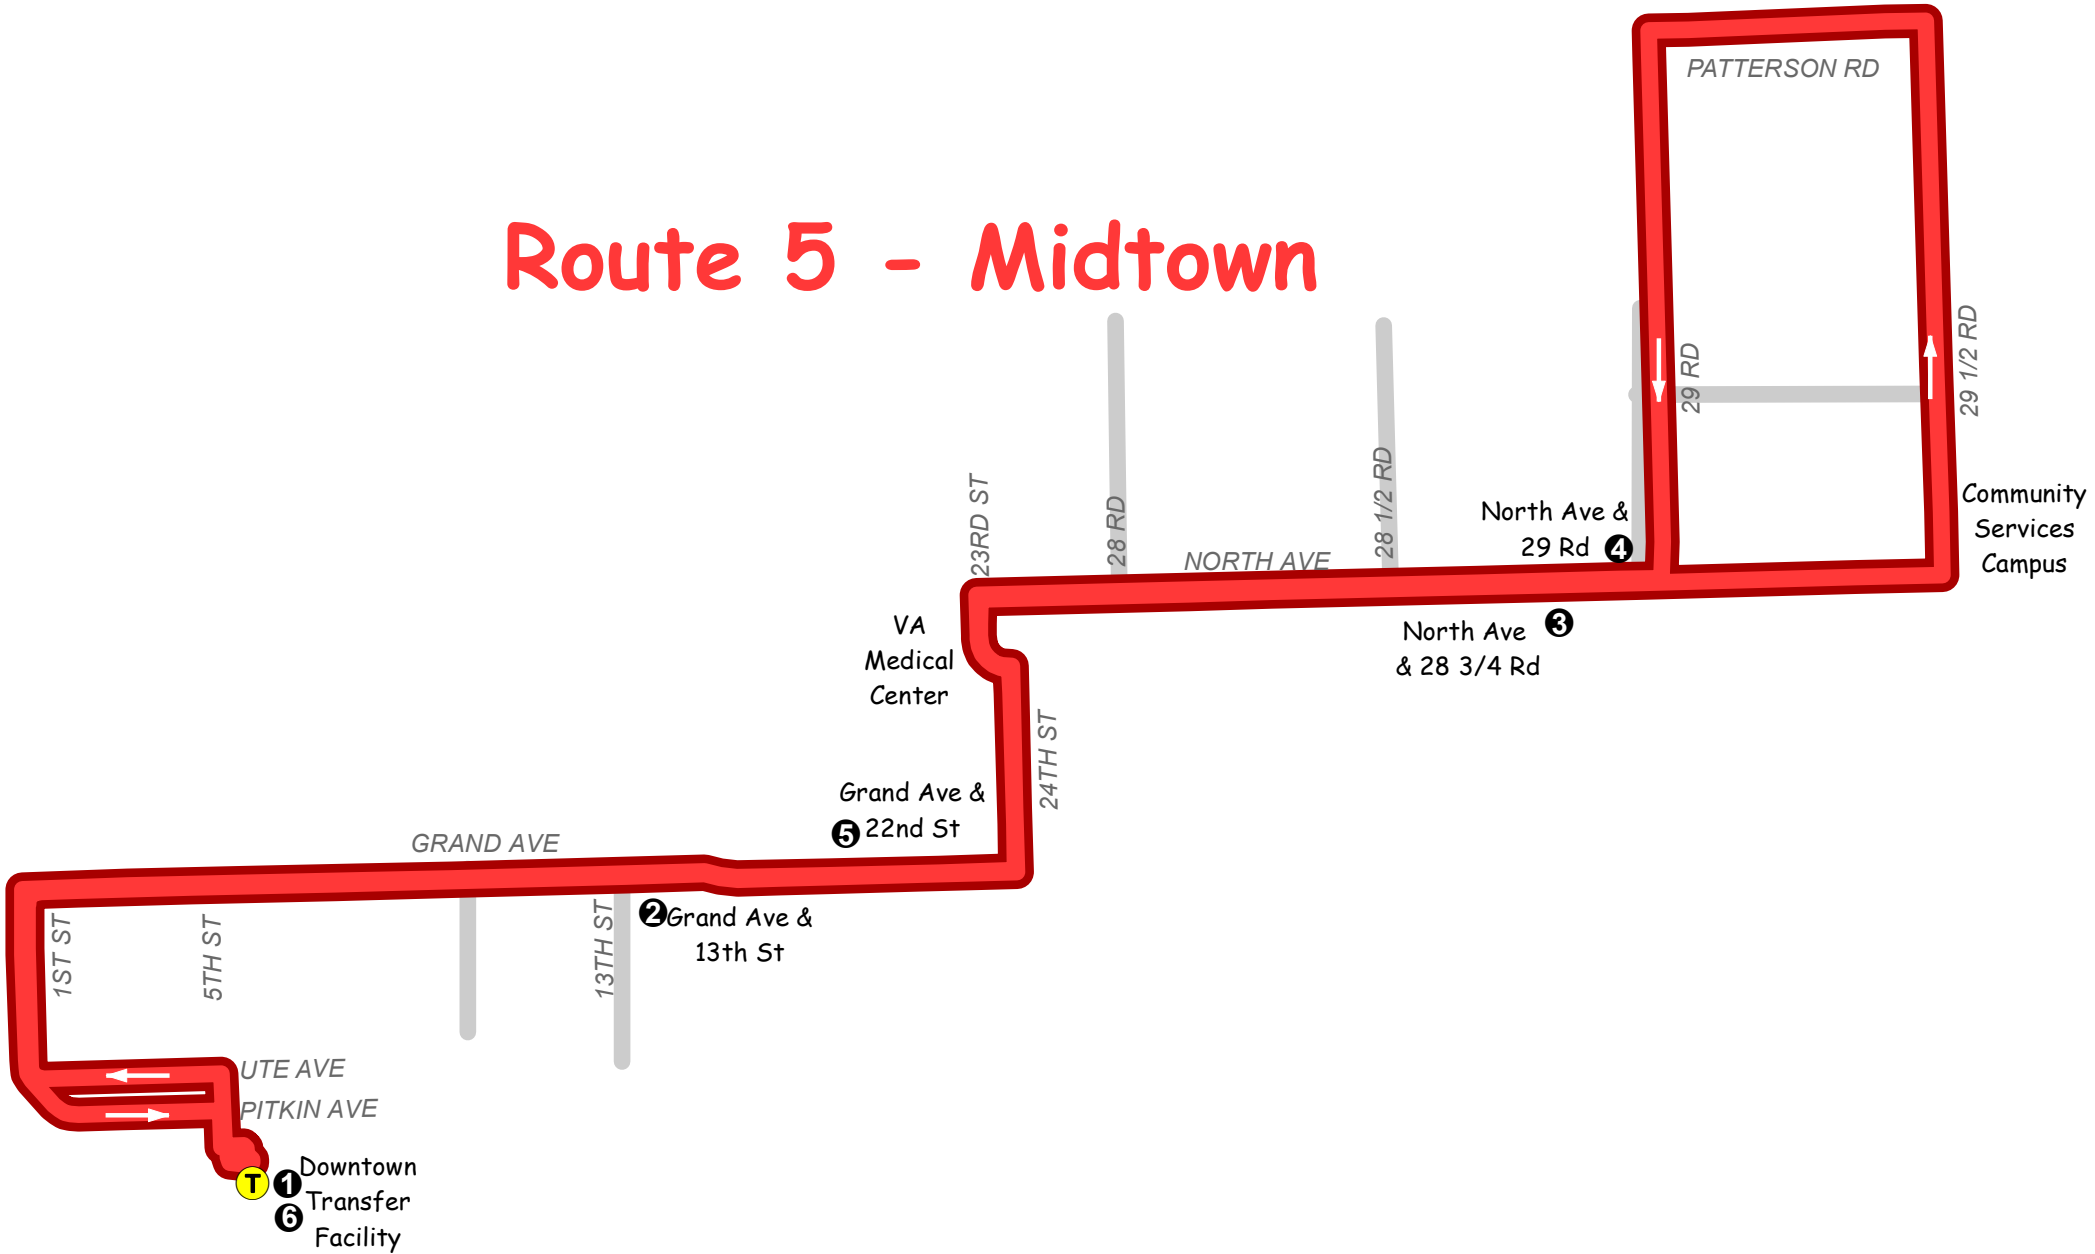 PATTERSON RD
Route 5 - Midtown
29 RD
29 1/2 RD
23RD ST
28 RD
28 1/2 RD
NORTH AVE
North Ave &
29 Rd 4
Community
Services
Campus
VA
Medical
Center
North Ave 3
& 28 3/4 Rd
24TH ST
Grand Ave &
5 22nd St
GRAND AVE
2 Grand Ave &
13th St
1ST ST
5TH ST
13TH ST
UTE AVE
PITKIN AVE
T 1 Downtown
Transfer
6
Facility